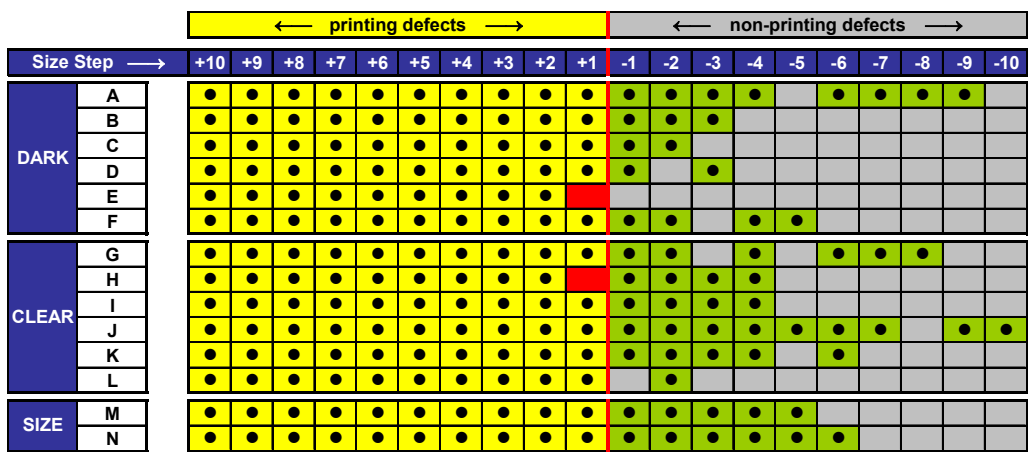 ← printing defects → ← non-printing defects →
Size Step → +10 +9 +8 +7 +6 +5 +4 +3 +2 +1 -1 -2 -3 -4 -5 -6 -7 -8 -9 -10
DARK
A
B
C
D
E
F
CLEAR
G
H
I
J
K
L
SIZE
M
N